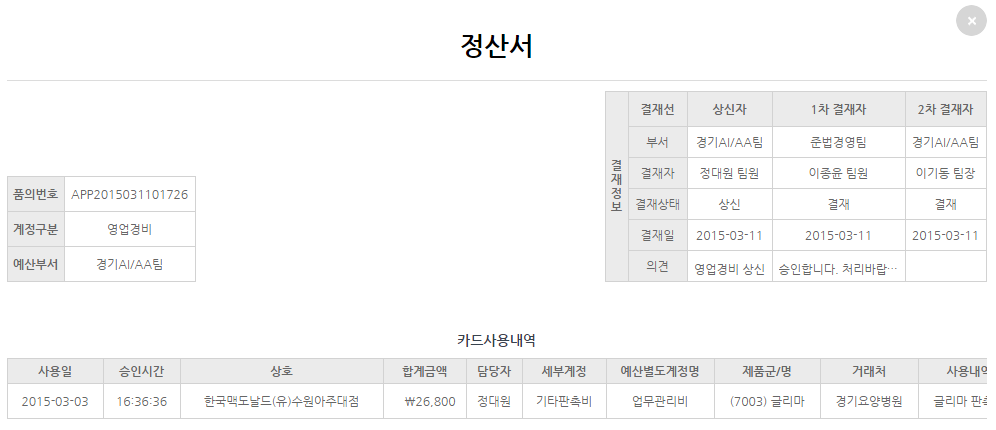 정산서
결재정보
결재선 상신자 1차 결재자 2차 결재자
부서 경기AI/AA팀 준법경영팀 경기AI/AA팀
결재자 정대원 팀원 이중윤 팀원 이기동 팀장
결재상태 상신 결재 결재
결재일 2015-03-11 2015-03-11 2015-03-11
의견 영업경비 상신 승인합니다. 처리바랍…
품의번호 APP2015031101726
계정구분 영업경비
예산부서 경기AI/AA팀
카드사용내역
사용일 승인시간 상호 합계금액 담당자 세부계정 예산별도계정명 제품군/명 거래처 사용내역
2015-03-03 16:36:36 한국맥도날드(유)수원아주대점 ₩26,800 정대원 기타판촉비 업무관리비 (7003) 글리마 경기요양병원 글리마 판촉